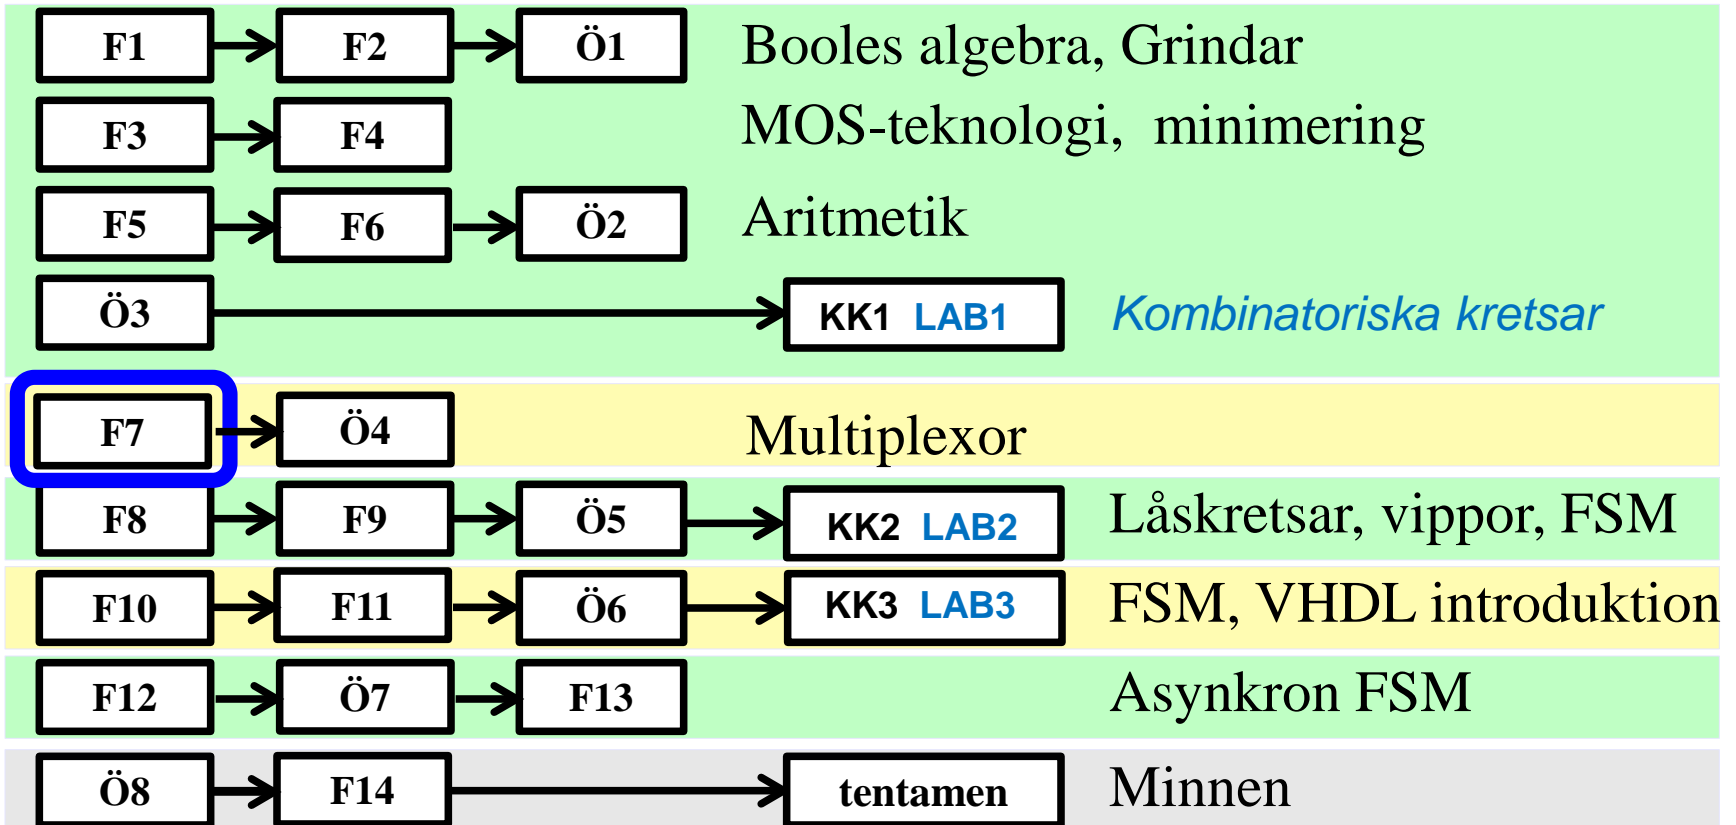 F1 F2 Ö1 Booles algebra, Grindar
F3 F4 MOS-teknologi, minimering
F5 F6 Ö2 Aritmetik
Ö3 KK1 LAB1 Kombinatoriska kretsar
F7 Ö4 Multiplexor
F8 F9 Ö5 KK2 LAB2 Låskretsar, vippor, FSM
F10 F11 Ö6 KK3 LAB3 FSM, VHDL introduktion
F12 Ö7 F13 Asynkron FSM
Ö8 F14 tentamen Minnen